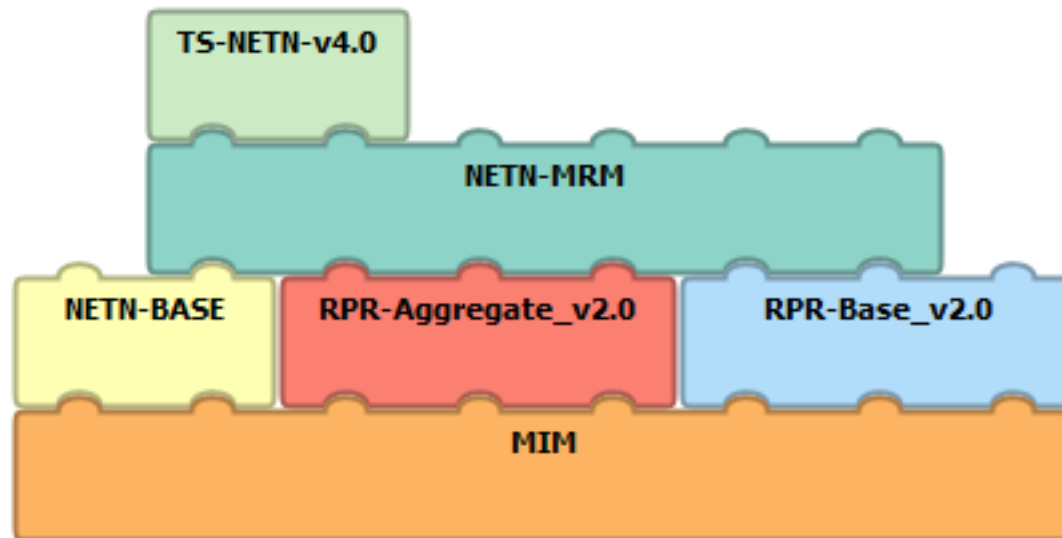 TS-NETN-v4.0
NETN-MRM
NETN-BASE
RPR-Aggregate_v2.0
RPR-Base_v2.0
MIM